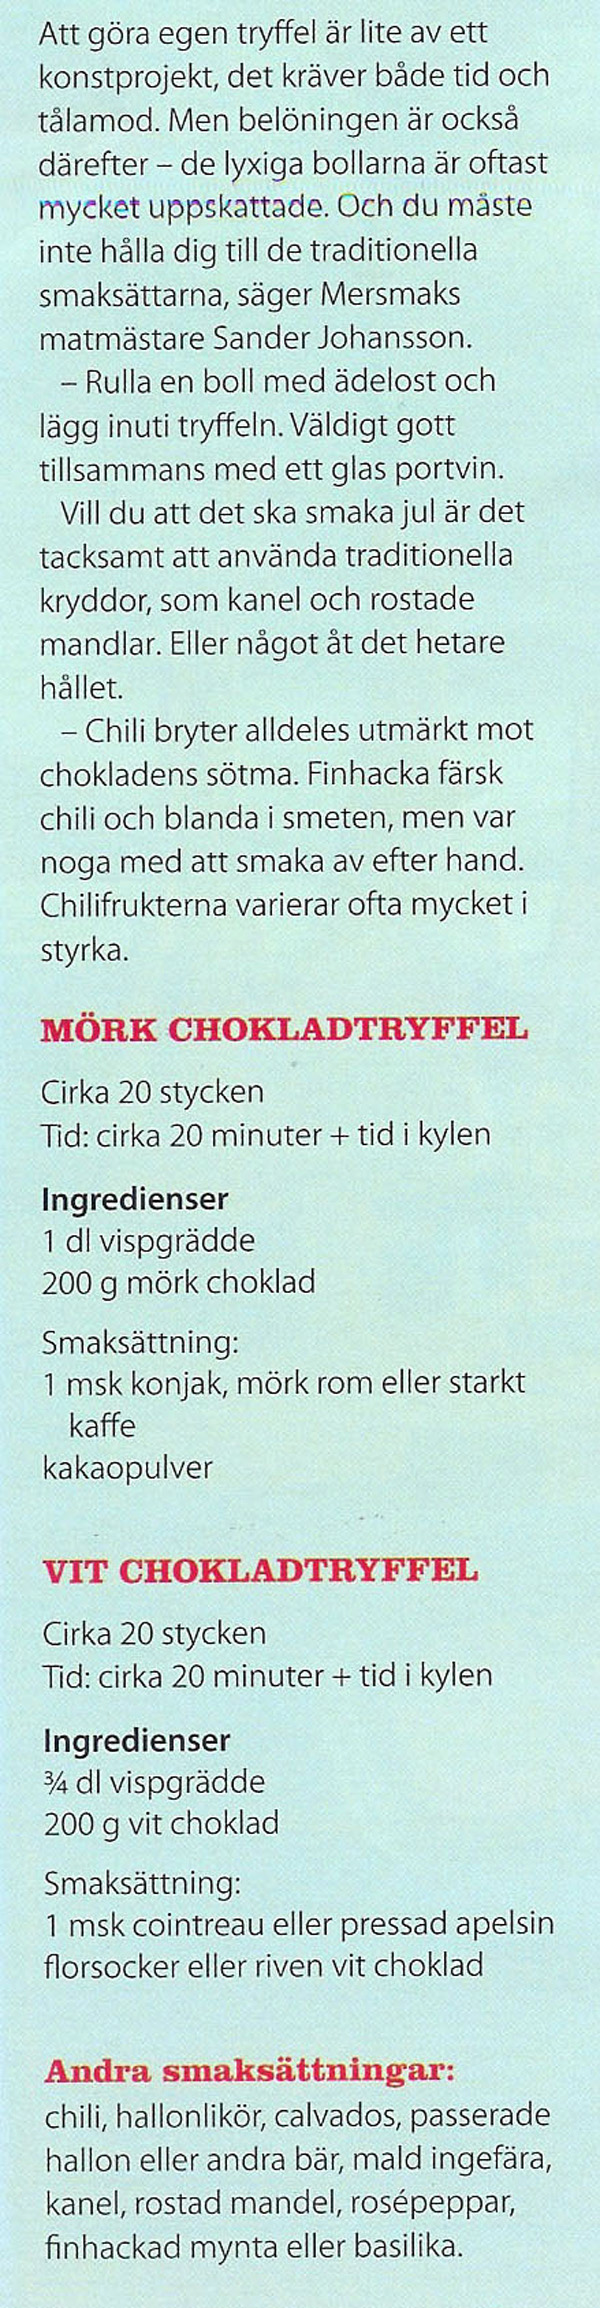 Att göra egen tryffel är lite av ett
konstprojekt, det kräver både tid och
tålamod. Men belöningen är också
därefter – de lyxiga bollarna är oftast
mycket uppskattade. Och du måste
inte hålla dig till de traditionella
smaksättarna, säger Mersmaks
matmästare Sander Johansson.
– Rulla en boll med ädelost och
lägg inuti tryffeln. Väldigt gott
tillsammans med ett glas portvin.
Vill du att det ska smaka jul är det
tacksamt att använda traditionella
kryddor, som kanel och rostade
mandlar. Eller något åt det hetare
hållet.
– Chili bryter alldeles utmärkt mot
chokladens sötma. Finhacka färsk
chili och blanda i smeten, men var
noga med att smaka av efter hand.
Chilifrukterna varierar ofta mycket i
styrka.
MÖRK CHOKLADTRYFFEL
Cirka 20 stycken
Tid: cirka 20 minuter + tid i kylen
Ingredienser
1 dl vispgrädde
200 g mörk choklad
Smaksättning:
1 msk konjak, mörk rom eller starkt
kaffe
kakaopulver
VIT CHOKLADTRYFFEL
Cirka 20 stycken
Tid: cirka 20 minuter + tid i kylen
Ingredienser
¾ dl vispgrädde
200 g vit choklad
Smaksättning:
1 msk cointreau eller pressad apelsin
florsocker eller riven vit choklad
Andra smaksättningar:
chili, hallonlikör, calvados, passerade
hallon eller andra bär, mald ingefära,
kanel, rostad mandel, rosépeppar,
finhackad mynta eller basilika.